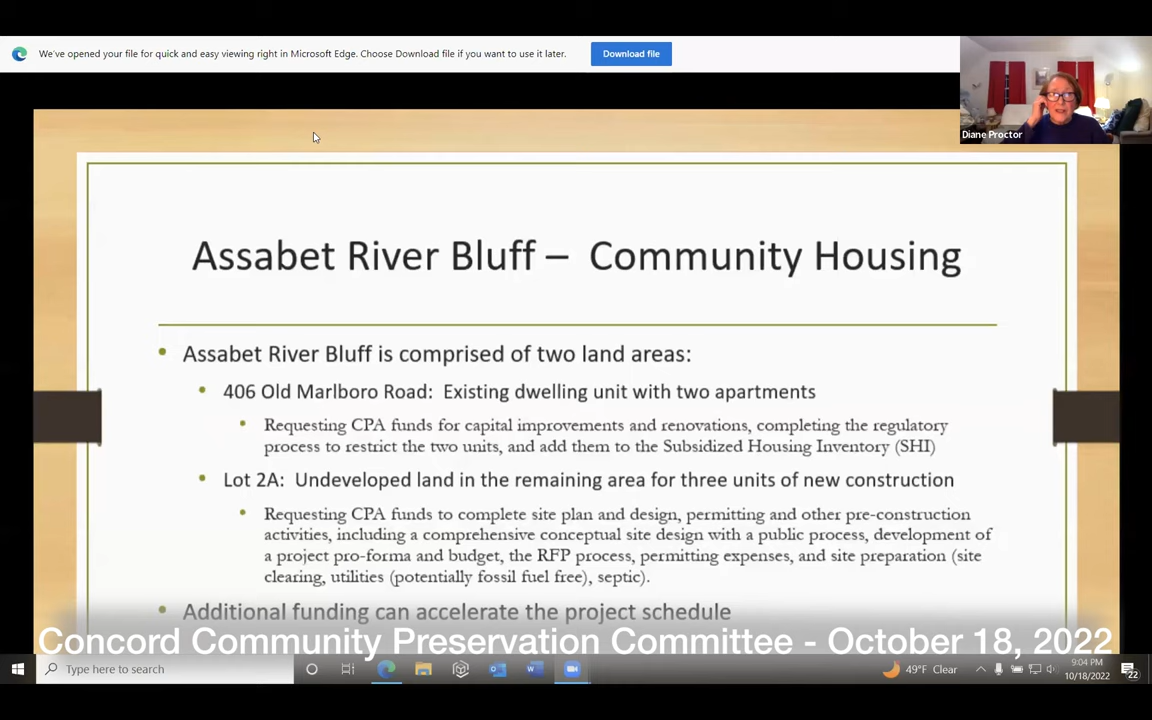 We've opened your file for quick and easy viewing right in Microsoft Edge. Choose Download file if you want to use it later.
Download file
Diane Proctor
Assabet River Bluff – Community Housing
• Assabet River Bluff is comprised of two land areas:
• 406 Old Marlboro Road: Existing dwelling unit with two apartments
• Requesting CPA funds for capital improvements and renovations, completing the regulatory
process to restrict the two units, and add them to the Subsidized Housing Inventory (SHI)
• Lot 2A: Undeveloped land in the remaining area for three units of new construction
• Requesting CPA funds to complete site plan and design, permitting and other pre-construction
activities, including a comprehensive conceptual site design with a public process, development of
a project pro-forma and budget, the RFP process, permitting expenses, and site preparation (site
clearing, utilities (potentially fossil fuel free), septic).
• Additional funding can accelerate the project schedule
Concord Community Preservation Committee - October 18, 2022
Type here to search
49°F Clear
9:04 PM
10/18/2022
22